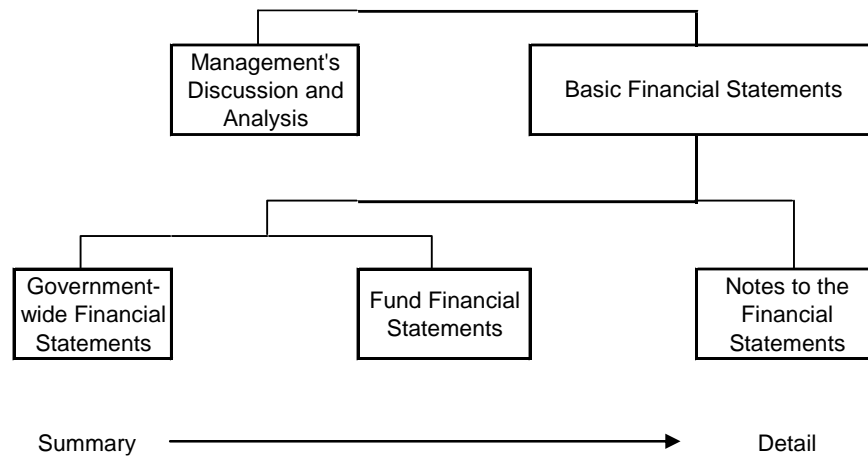 Management's
Discussion and
Analysis
Basic Financial Statements
Government-
wide Financial
Statements
Fund Financial
Statements
Notes to the
Financial
Statements
Summary
Detail